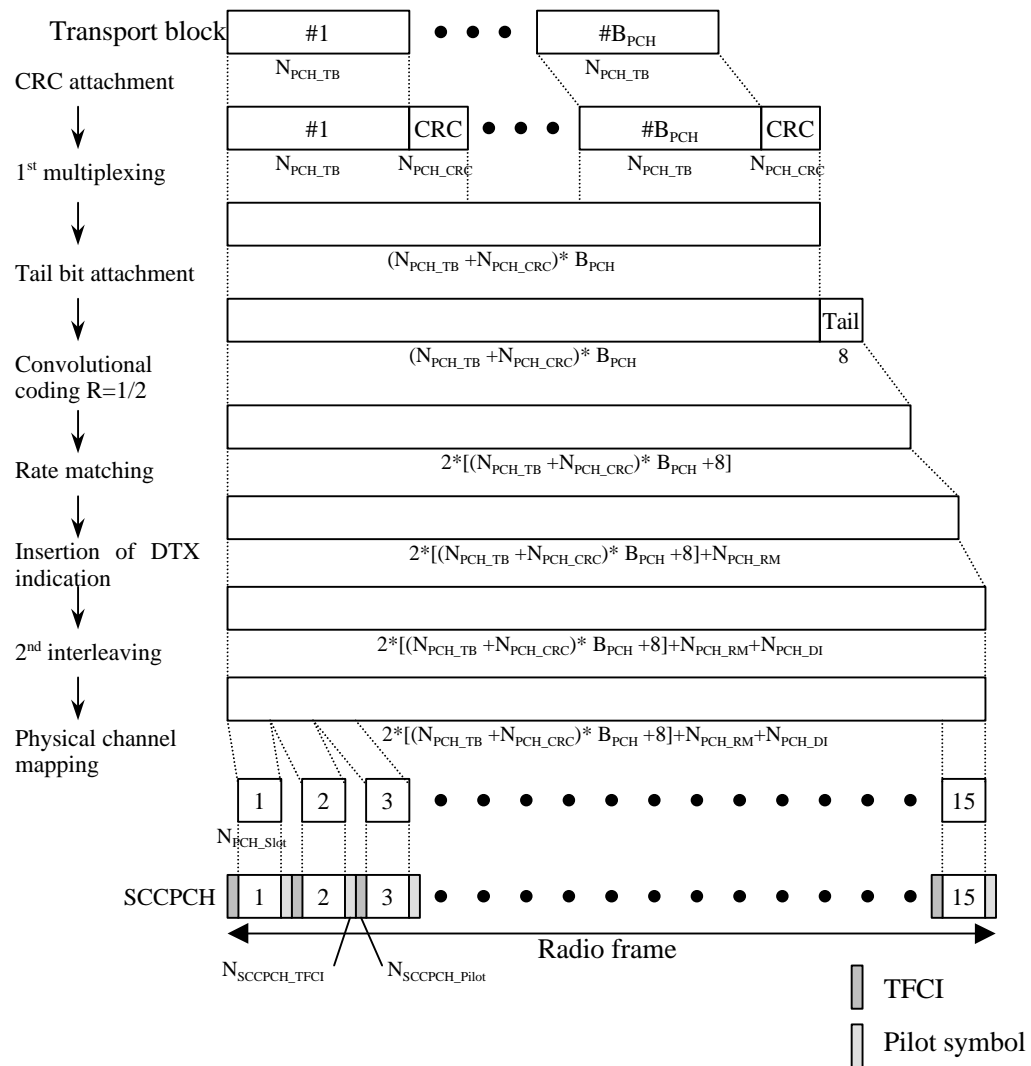 Transport block
#1
#B_PCH
N_PCH_TB
N_PCH_TB
CRC attachment
#1
CRC
#B_PCH
CRC
N_PCH_TB
N_PCH_CRC
N_PCH_TB
N_PCH_CRC
1st multiplexing
(N_PCH_TB +N_PCH_CRC)* B_PCH
Tail bit attachment
Tail
(N_PCH_TB +N_PCH_CRC)* B_PCH
8
Convolutional
coding R=1/2
2*[(N_PCH_TB +N_PCH_CRC)* B_PCH +8]
Rate matching
2*[(N_PCH_TB +N_PCH_CRC)* B_PCH +8]+N_PCH_RM
Insertion of DTX
indication
2*[(N_PCH_TB +N_PCH_CRC)* B_PCH +8]+N_PCH_RM+N_PCH_DI
2nd interleaving
2*[(N_PCH_TB +N_PCH_CRC)* B_PCH +8]+N_PCH_RM+N_PCH_DI
Physical channel
mapping
1
2
3
15
N_PCH_Slot
SCCPCH
1
2
3
15
Radio frame
N_SCCPCH_TFCI
N_SCCPCH_Pilot
TFCI
Pilot symbol